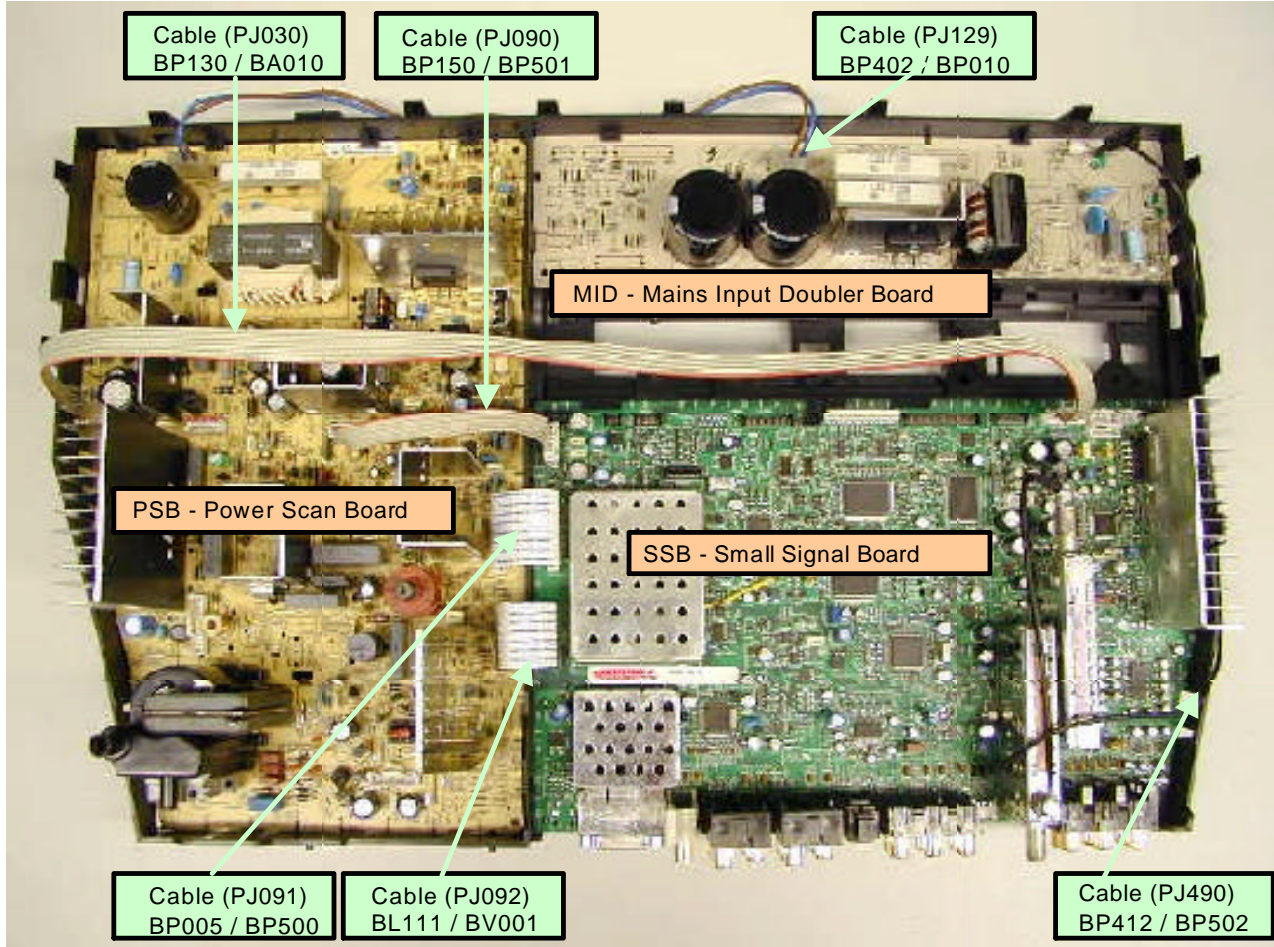 Cable (PJ030)
BP130 / BA010
Cable (PJ090)
BP150 / BP501
Cable (PJ129)
BP402 / BP010
MID - Mains Input Doubler Board
PSB - Power Scan Board
SSB - Small Signal Board
Cable (PJ091)
BP005 / BP500
Cable (PJ092)
BL111 / BV001
Cable (PJ490)
BP412 / BP502